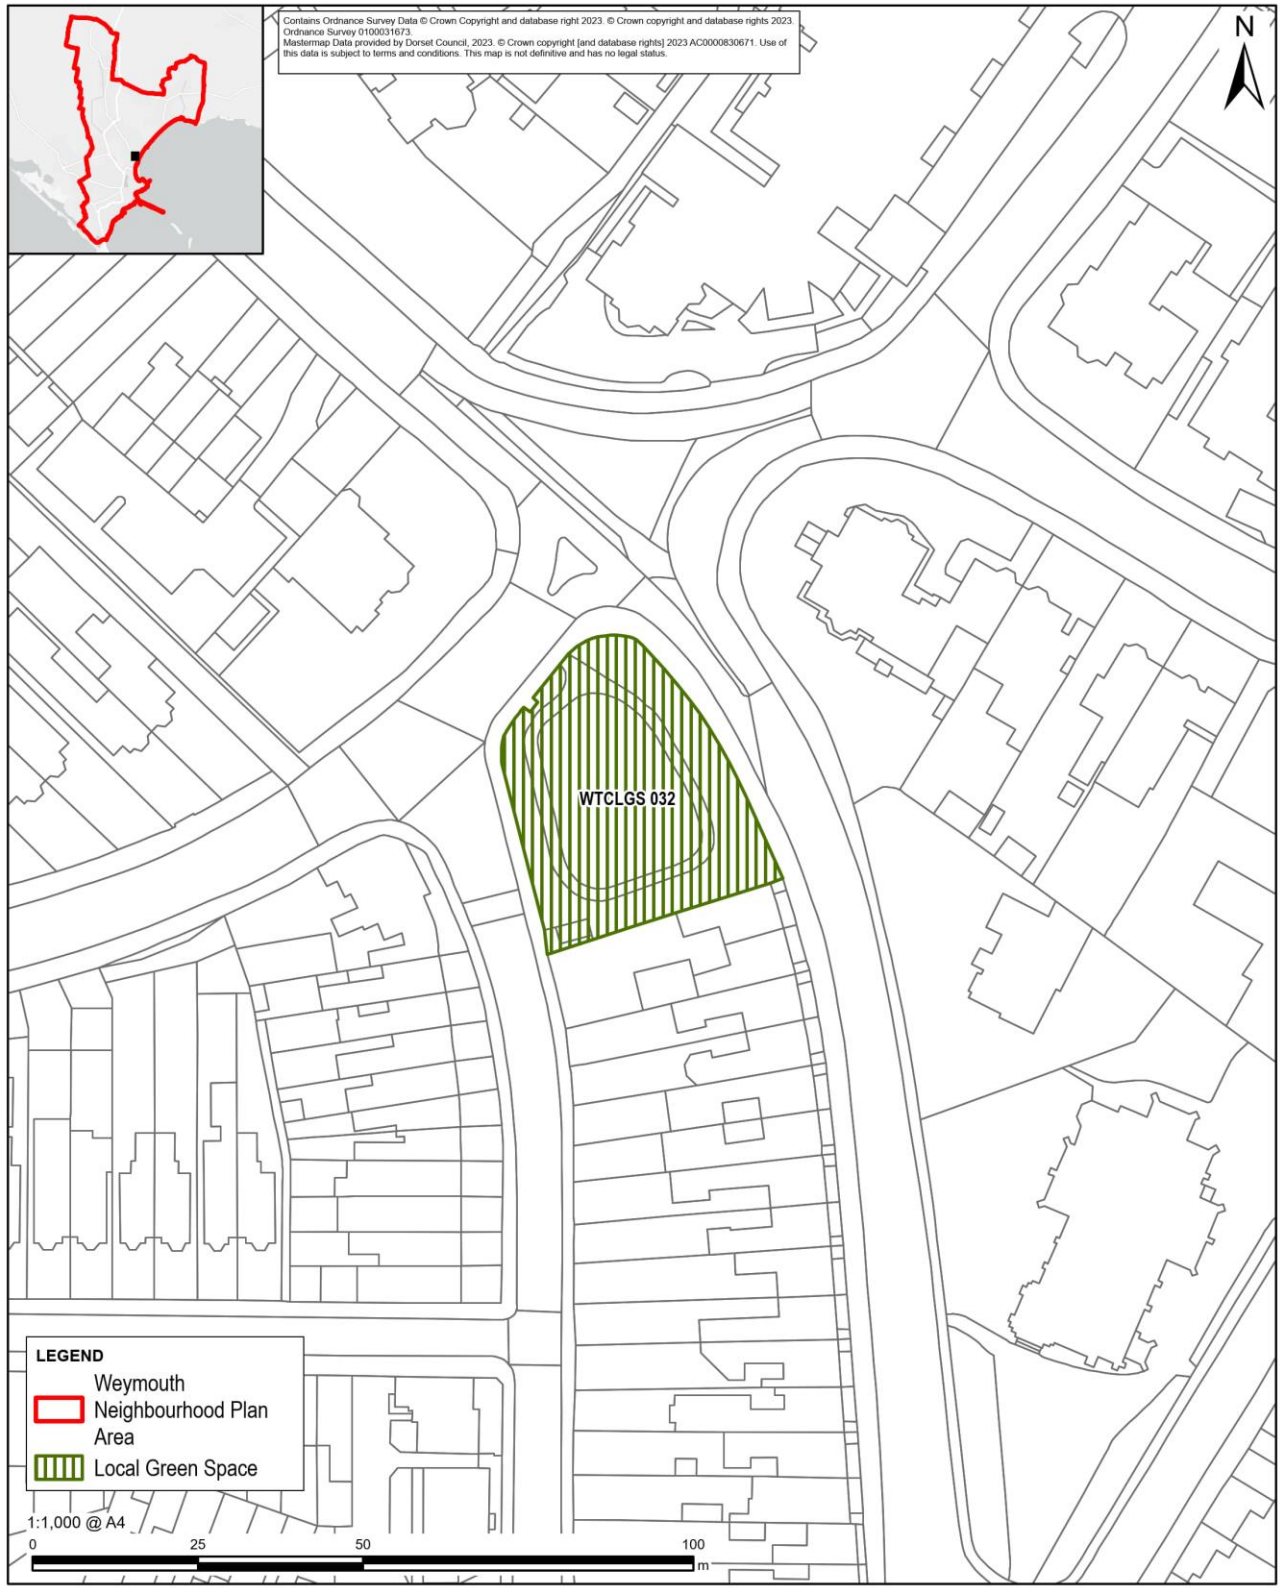 Contains Ordnance Survey Data © Crown Copyright and database right 2023. © Crown copyright and database rights 2023.
Ordnance Survey 0100031673.
Mastermap Data provided by Dorset Council, 2023. © Crown copyright [and database rights] 2023 AC0000830671. Use of
this data is subject to terms and conditions. This map is not definitive and has no legal status.
N
WTCLGS 032
LEGEND
Weymouth
Neighbourhood Plan
Area
Local Green Space
1:1,000 @ A4
0 25 50 100
m